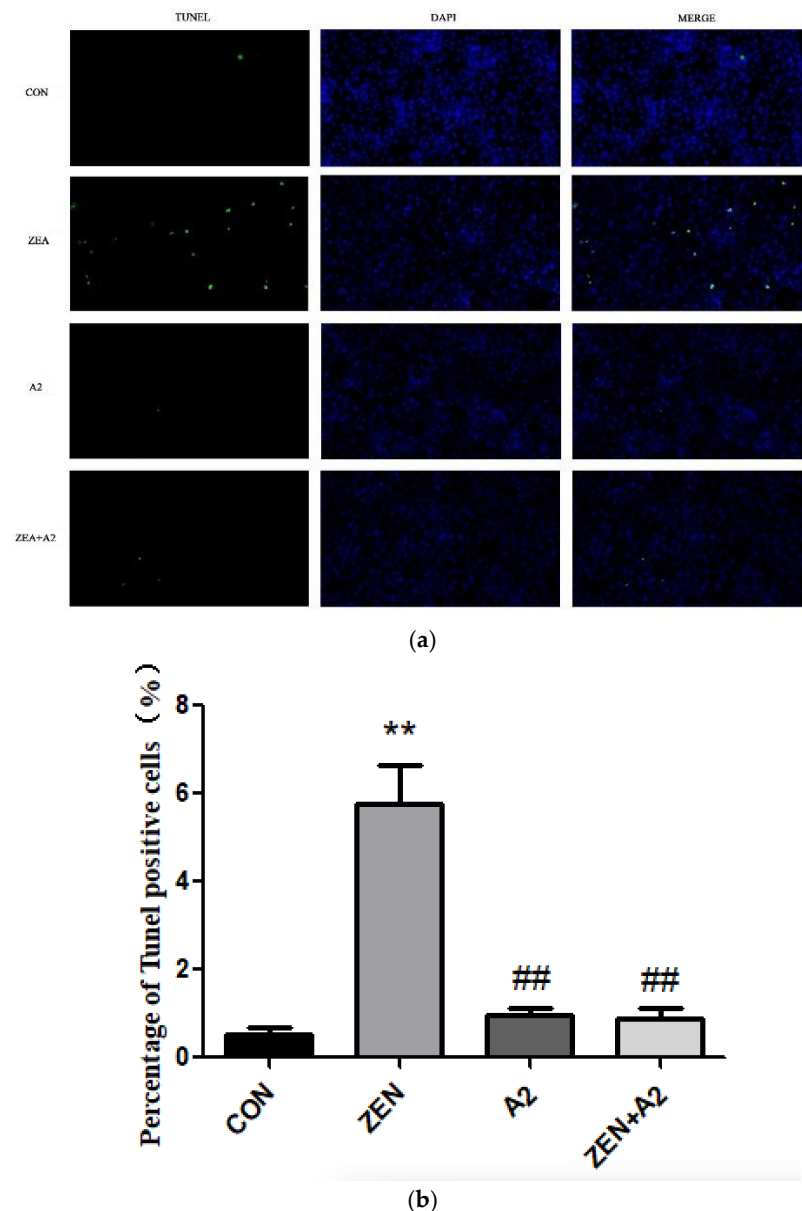 TUNEL DAPI MERGE
CON
ZEA
A2
ZEA+A2
(a)
Percentage of Tunel positive cells (%)
8
6
4
2
0
**
##
##
CON
ZEN
A2
ZEN+A2
(b)